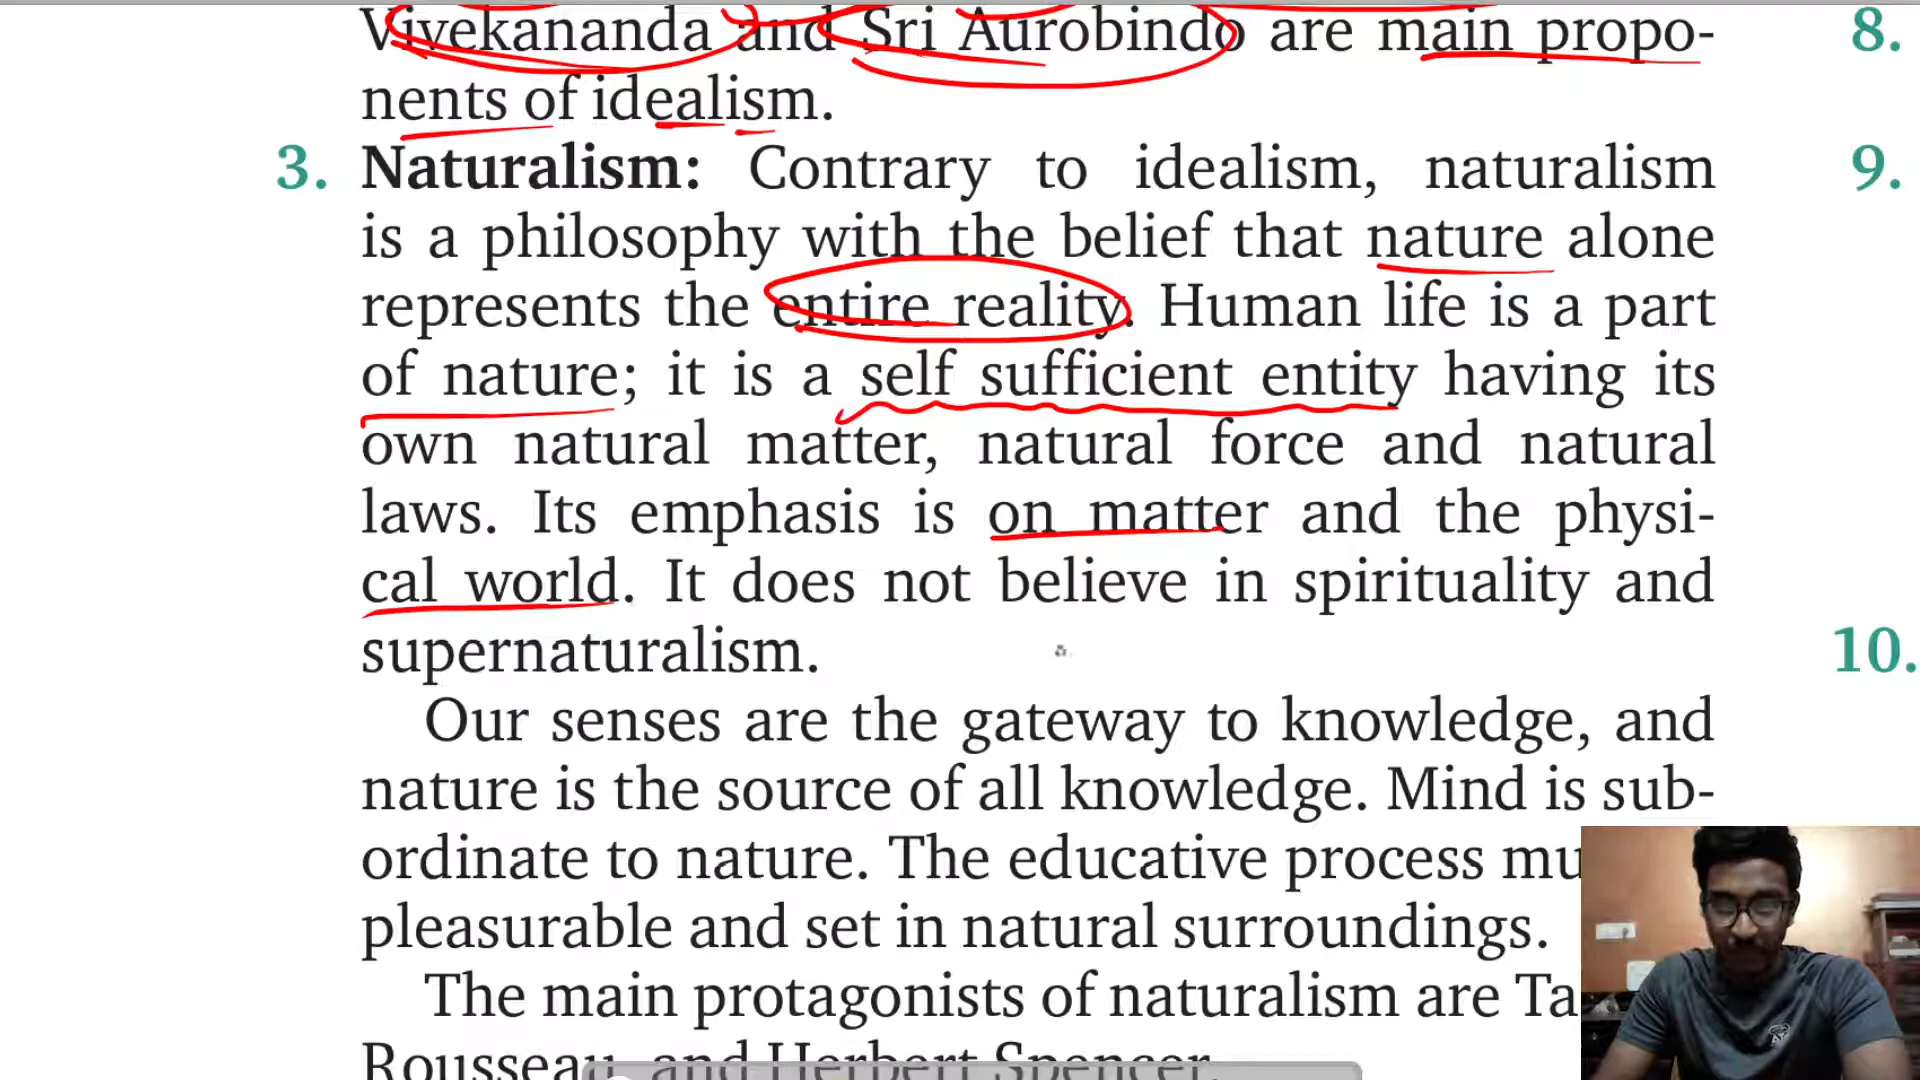 Vivekananda and Sri Aurobindo are main propo-
nents of idealism.
3. Naturalism: Contrary to idealism, naturalism
is a philosophy with the belief that nature alone
represents the entire reality. Human life is a part
of nature; it is a self sufficient entity having its
own natural matter, natural force and natural
laws. Its emphasis is on matter and the physi-
cal world. It does not believe in spirituality and
supernaturalism.
Our senses are the gateway to knowledge, and
nature is the source of all knowledge. Mind is sub-
ordinate to nature. The educative process
pleasurable and set in natural surroundings.
The main protagonists of naturalism are
Rousseau, and Herbert Spencer.
8.
9.
10.